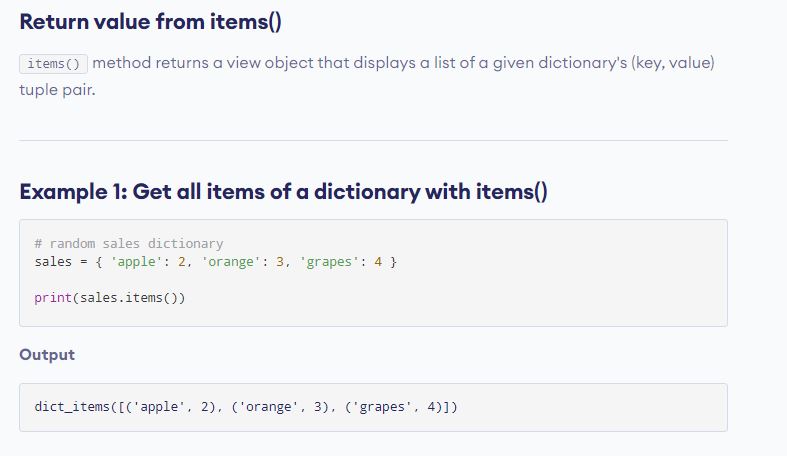 Return value from items()
items() method returns a view object that displays a list of a given dictionary's (key, value)
tuple pair.
Example 1: Get all items of a dictionary with items()
# random sales dictionary
sales = { 'apple': 2, 'orange': 3, 'grapes': 4 }
print(sales.items())
Output
dict_items([('apple', 2), ('orange', 3), ('grapes', 4)])